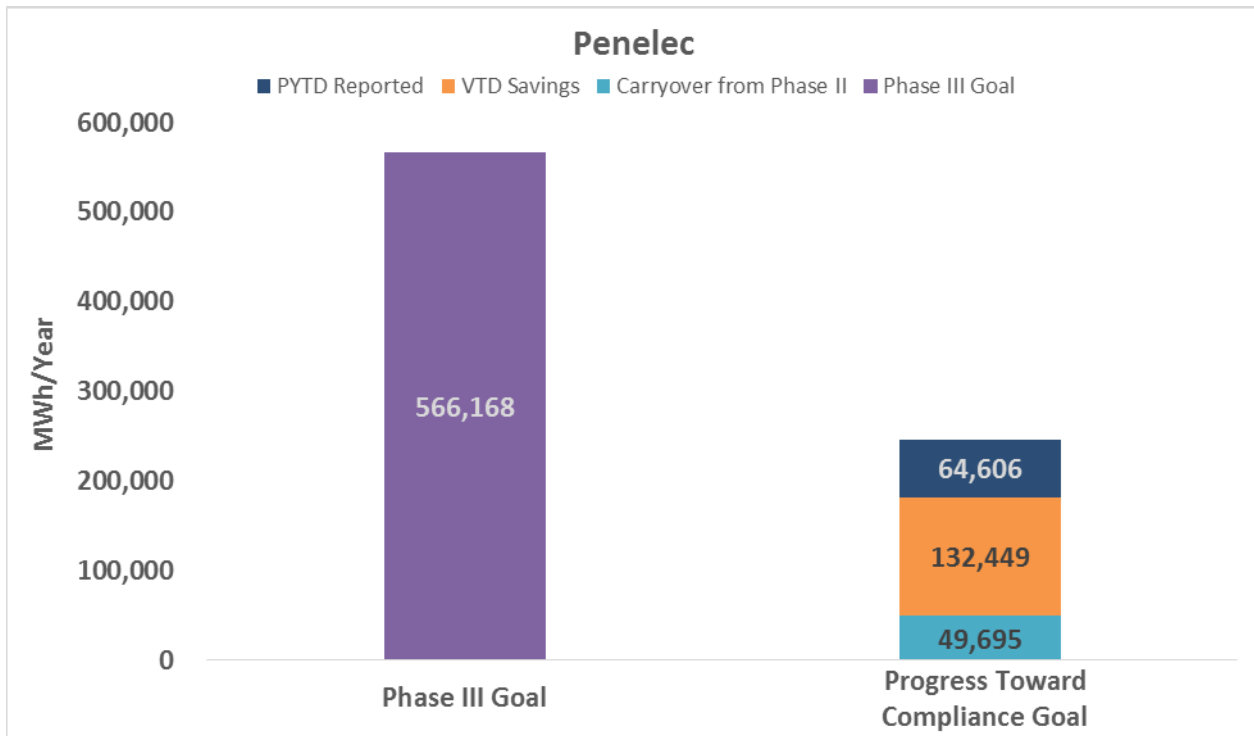 Penelec
PYTD Reported VTD Savings Carryover from Phase II Phase III Goal
600,000
500,000
400,000
300,000
200,000
100,000
0
MWh/Year
566,168
64,606
132,449
49,695
Phase III Goal
Progress Toward
Compliance Goal